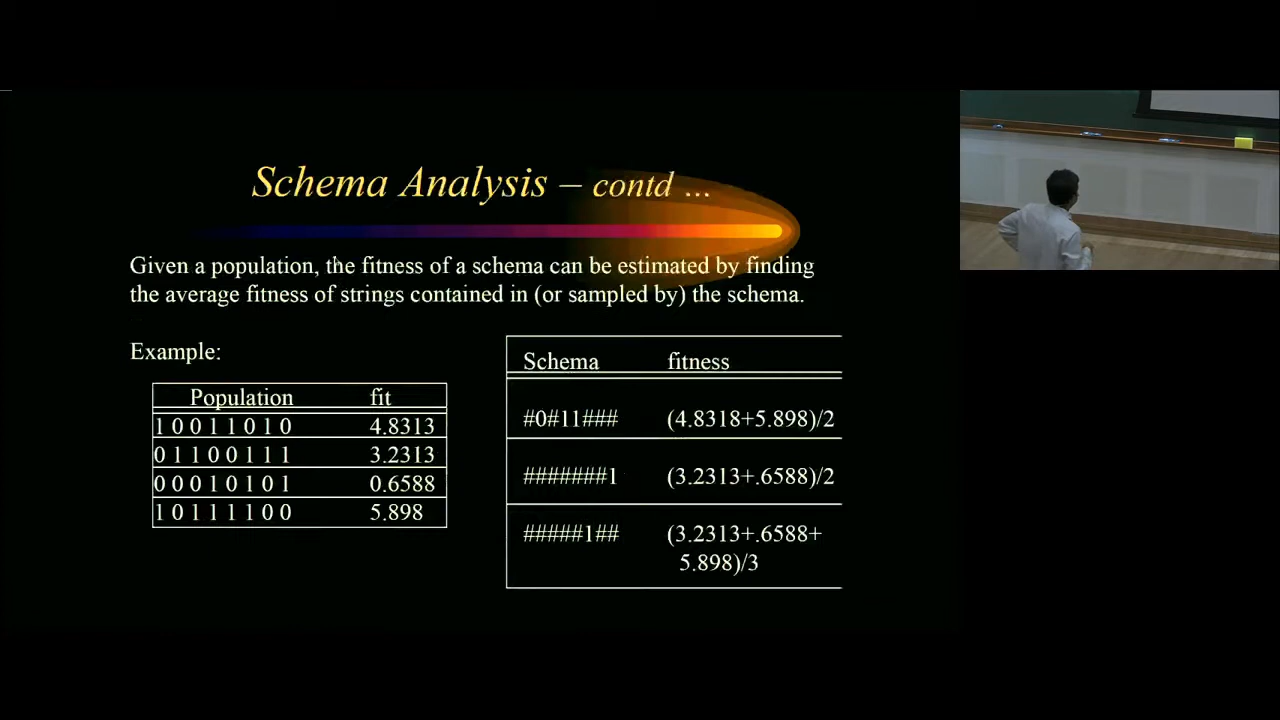 Schema Analysis – contd ...
Given a population, the fitness of a schema can be estimated by finding
the average fitness of strings contained in (or sampled by) the schema.
Example:
Population fit
1 0 0 1 1 0 1 0 4.8313
0 1 1 0 0 1 1 1 3.2313
0 0 0 1 0 1 0 1 0.6588
1 0 1 1 1 1 0 0 5.898
Schema fitness
#0#11### (4.8318+5.898)/2
#######1 (3.2313+.6588)/2
#####1## (3.2313+.6588+
5.898)/3